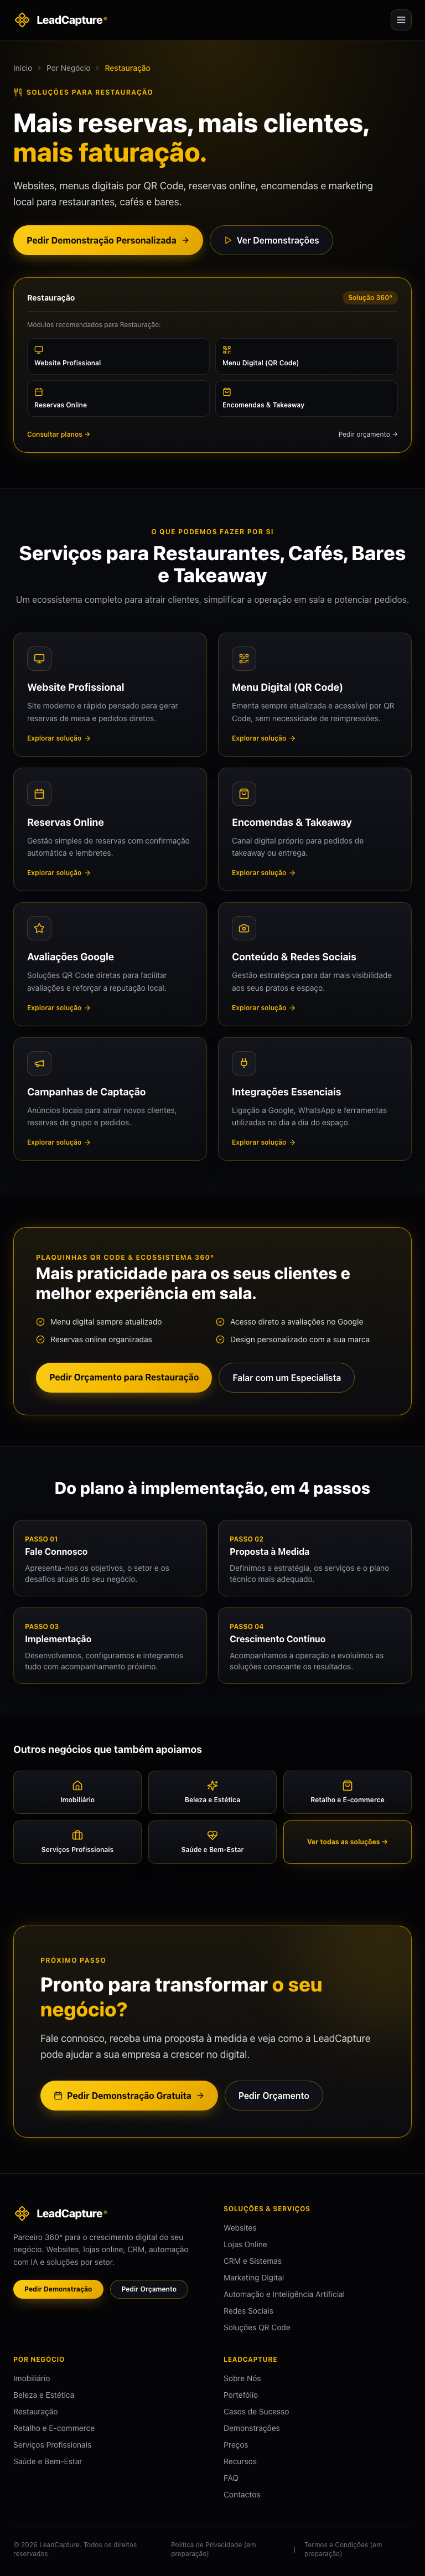 LeadCapture
Início > Por Negócio > Restauração
SOLUÇÕES PARA RESTAURAÇÃO
Mais reservas, mais clientes,
mais faturação.
Websites, menus digitais por QR Code, reservas online, encomendas e marketing
local para restaurantes, cafés e bares.
Pedir Demonstração Personalizada →
Ver Demonstrações
Restauração
Solução 360°
Módulos recomendados para Restauração:
Website Profissional
Menu Digital (QR Code)
Reservas Online
Encomendas & Takeaway
Consultar planos →
Pedir orçamento →
O QUE PODEMOS FAZER POR SI
Serviços para Restaurantes, Cafés, Bares
e Takeaway
Um ecossistema completo para atrair clientes, simplificar a operação em sala e potenciar pedidos.
Website Profissional
Site moderno e rápido pensado para gerar
reservas de mesa e pedidos diretos.
Explorar solução →
Menu Digital (QR Code)
Ementa sempre atualizada e acessível por QR
Code, sem necessidade de reimpressões.
Explorar solução →
Reservas Online
Gestão simples de reservas com confirmação
automática e lembretes.
Explorar solução →
Encomendas & Takeaway
Canal digital próprio para pedidos de
takeaway ou entrega.
Explorar solução →
Avaliações Google
Soluções QR Code diretas para facilitar
avaliações e reforçar a reputação local.
Explorar solução →
Conteúdo & Redes Sociais
Gestão estratégica para dar mais visibilidade
aos seus pratos e espaço.
Explorar solução →
Campanhas de Captação
Anúncios locais para atrair novos clientes,
reservas de grupo e pedidos.
Explorar solução →
Integrações Essenciais
Ligação a Google, WhatsApp e ferramentas
utilizadas no dia a dia do espaço.
Explorar solução →
PLAQUINHAS QR CODE & ECOSSISTEMA 360°
Mais praticidade para os seus clientes e
melhor experiência em sala.
Menu digital sempre atualizado
Acesso direto a avaliações no Google
Reservas online organizadas
Design personalizado com a sua marca
Pedir Orçamento para Restauração
Falar com um Especialista
Do plano à implementação, em 4 passos
PASSO 01
Fale Connosco
Apresenta-nos os objetivos, o setor e os
desafios atuais do seu negócio.
PASSO 02
Proposta à Medida
Definimos a estratégia, os serviços e o plano
técnico mais adequado.
PASSO 03
Implementação
Desenvolvemos, configuramos e integramos
tudo com acompanhamento próximo.
PASSO 04
Crescimento Contínuo
Acompanhamos a operação e evoluímos as
soluções consoante os resultados.
Outros negócios que também apoiamos
Imobiliário
Beleza e Estética
Retalho e E-commerce
Serviços Profissionais
Saúde e Bem-Estar
Ver todas as soluções →
PRÓXIMO PASSO
Pronto para transformar o seu
negócio?
Fale connosco, receba uma proposta à medida e veja como a LeadCapture
pode ajudar a sua empresa a crescer no digital.
Pedir Demonstração Gratuita →
Pedir Orçamento
LeadCapture
Parceiro 360° para o crescimento digital do seu
negócio. Websites, lojas online, CRM, automação
com IA e soluções por setor.
Pedir Demonstração
Pedir Orçamento
SOLUÇÕES & SERVIÇOS
Websites
Lojas Online
CRM e Sistemas
Marketing Digital
Automação e Inteligência Artificial
Redes Sociais
Soluções QR Code
POR NEGÓCIO
Imobiliário
Beleza e Estética
Restauração
Retalho e E-commerce
Serviços Profissionais
Saúde e Bem-Estar
LEADCAPTURE
Sobre Nós
Portefólio
Casos de Sucesso
Demonstrações
Preços
Recursos
FAQ
Contactos
© 2026 LeadCapture. Todos os direitos
reservados.
Política de Privacidade (em
preparação)
|
Termos e Condições (em
preparação)